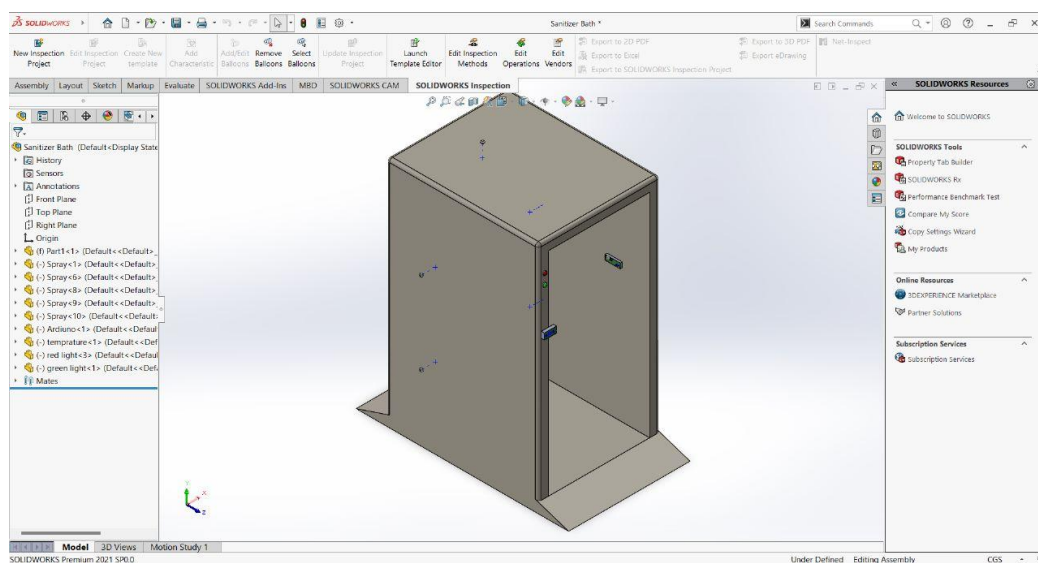 SOLIDWORKS
Sanitizer Bath *
Search Commands
New Inspection Project
Edit Inspection Project
Create New template
Add Characteristic
Add/Edit Balloons
Remove Balloons
Select Balloons
Update Inspection Project
Launch Template Editor
Edit Inspection Methods
Edit Operations
Edit Vendors
Export to 2D PDF
Export to Excel
Export to SOLIDWORKS Inspection Project
Export to 3D PDF
Export eDrawing
Net-Inspect
Assembly Layout Sketch Markup Evaluate SOLIDWORKS Add-Ins MBD SOLIDWORKS CAM SOLIDWORKS Inspection
Sanitizer Bath (Default<Display State
History
Sensors
Annotations
Front Plane
Top Plane
Right Plane
Origin
(f) Part1<1> (Default<<Default>_
(-) Spray<1> (Default<<Default>_
(-) Spray<6> (Default<<Default>_
(-) Spray<8> (Default<<Default>_
(-) Spray<9> (Default<<Default>_
(-) Spray<10> (Default<<Default>
(-) Ardiuno<1> (Default<<Default
(-) temprature<1> (Default<<Def
(-) red light<3> (Default<<Defaul
(-) green light<1> (Default<<Defa
Mates
SOLIDWORKS Resources
Welcome to SOLIDWORKS
SOLIDWORKS Tools
Property Tab Builder
SOLIDWORKS Rx
Performance Benchmark Test
Compare My Score
Copy Settings Wizard
My Products
Online Resources
3DEXPERIENCE Marketplace
Partner Solutions
Subscription Services
Subscription Services
Y
X
Z
Model 3D Views Motion Study 1
SOLIDWORKS Premium 2021 SP0.0
Under Defined Editing Assembly CGS